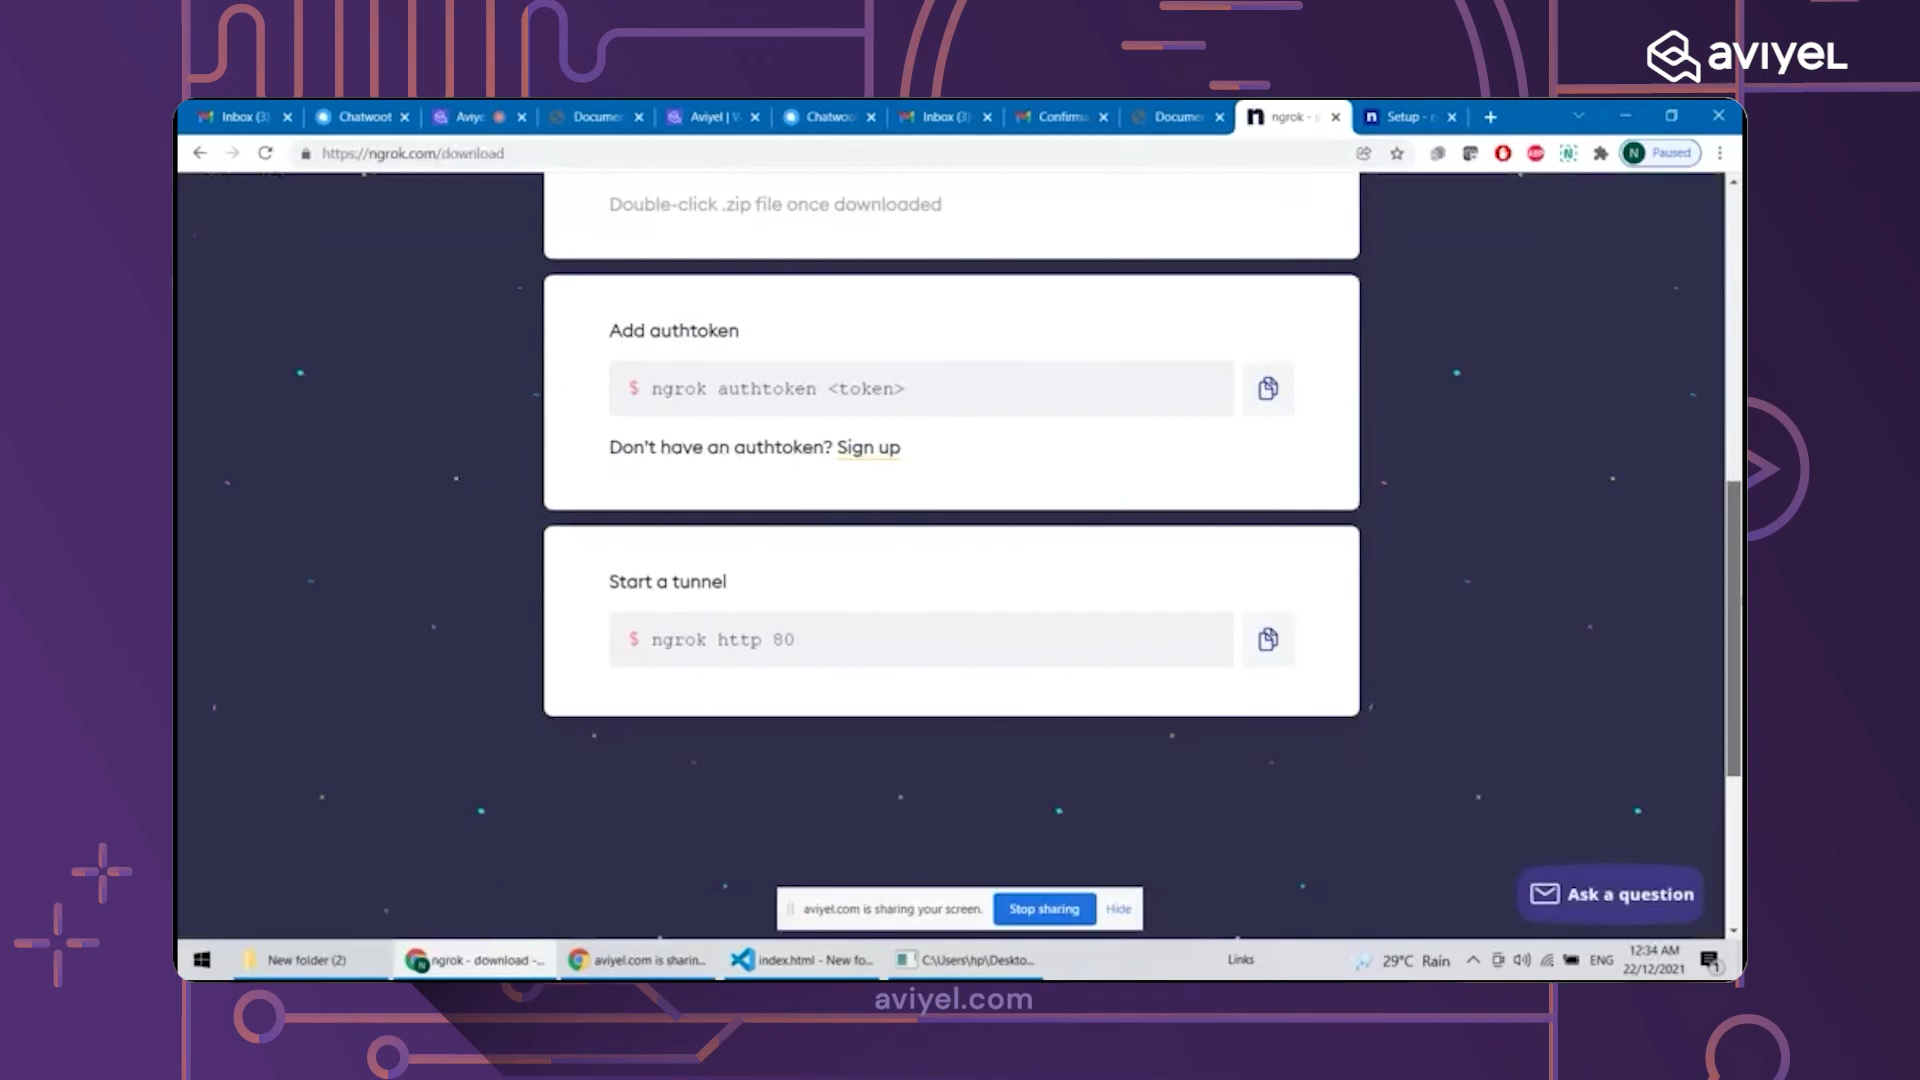 aviyel
Inbox (3)
Chatwoot
Aviye
Docume
Aviyel |
Chatwoo
Inbox (3)
Confirma
Docume
ngrok -
Setup -
https://ngrok.com/download
N
Paused
Double-click .zip file once downloaded
Add authtoken
$ ngrok authtoken <token>
Don't have an authtoken? Sign up
Start a tunnel
$ ngrok http 80
Ask a question
aviyel.com is sharing your screen.
Stop sharing
Hide
New folder (2)
ngrok - download -...
aviyel.com is sharin...
index.html - New fo...
C:\Users\hp\Deskto...
Links
29°C Rain
ENG
12:34 AM
22/12/2021
1
aviyel.com